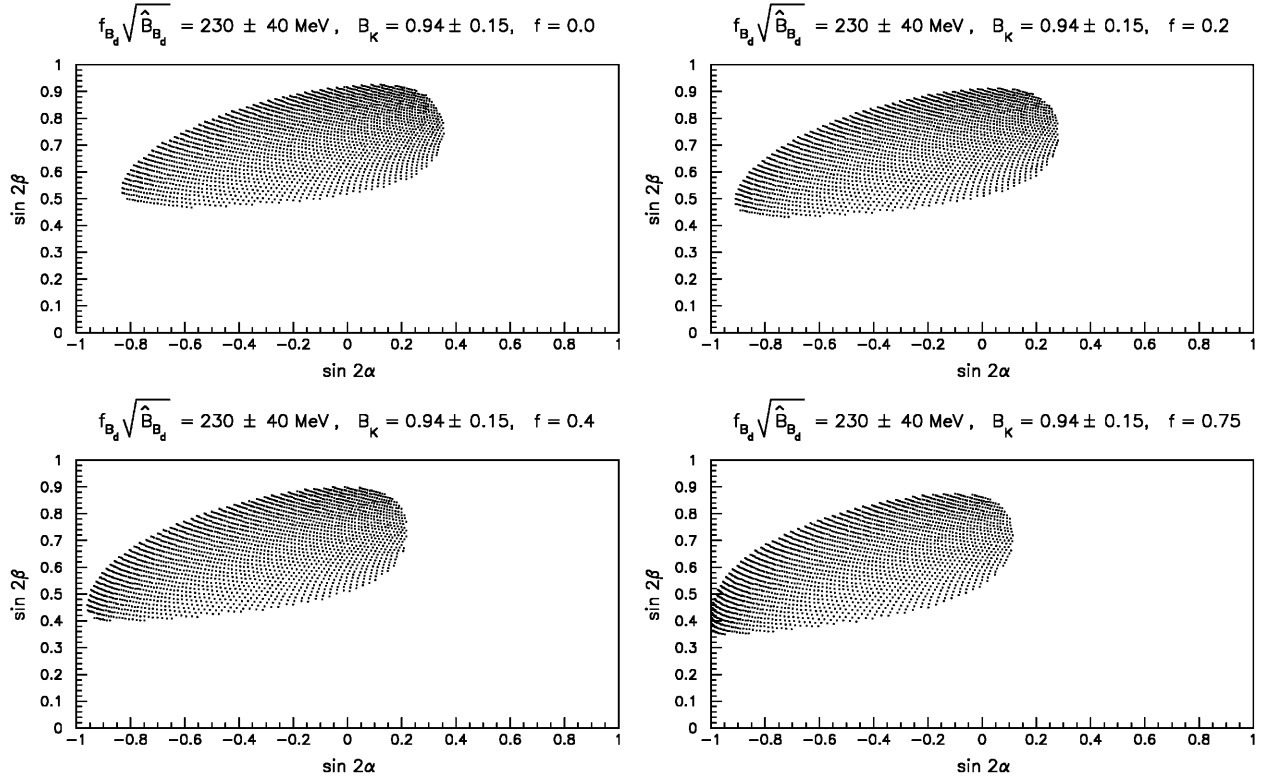 f_{B_d} √B̂_{B_d} = 230 ± 40 MeV, B_K = 0.94 ± 0.15, f = 0.0
1
0.9
0.8
0.7
0.6
0.5
0.4
0.3
0.2
0.1
0
sin 2β
−1 −0.8 −0.6 −0.4 −0.2 0 0.2 0.4 0.6 0.8 1
sin 2α
f_{B_d} √B̂_{B_d} = 230 ± 40 MeV, B_K = 0.94 ± 0.15, f = 0.2
1
0.9
0.8
0.7
0.6
0.5
0.4
0.3
0.2
0.1
0
sin 2β
−1 −0.8 −0.6 −0.4 −0.2 0 0.2 0.4 0.6 0.8 1
sin 2α
f_{B_d} √B̂_{B_d} = 230 ± 40 MeV, B_K = 0.94 ± 0.15, f = 0.4
1
0.9
0.8
0.7
0.6
0.5
0.4
0.3
0.2
0.1
0
sin 2β
−1 −0.8 −0.6 −0.4 −0.2 0 0.2 0.4 0.6 0.8 1
sin 2α
f_{B_d} √B̂_{B_d} = 230 ± 40 MeV, B_K = 0.94 ± 0.15, f = 0.75
1
0.9
0.8
0.7
0.6
0.5
0.4
0.3
0.2
0.1
0
sin 2β
−1 −0.8 −0.6 −0.4 −0.2 0 0.2 0.4 0.6 0.8 1
sin 2α